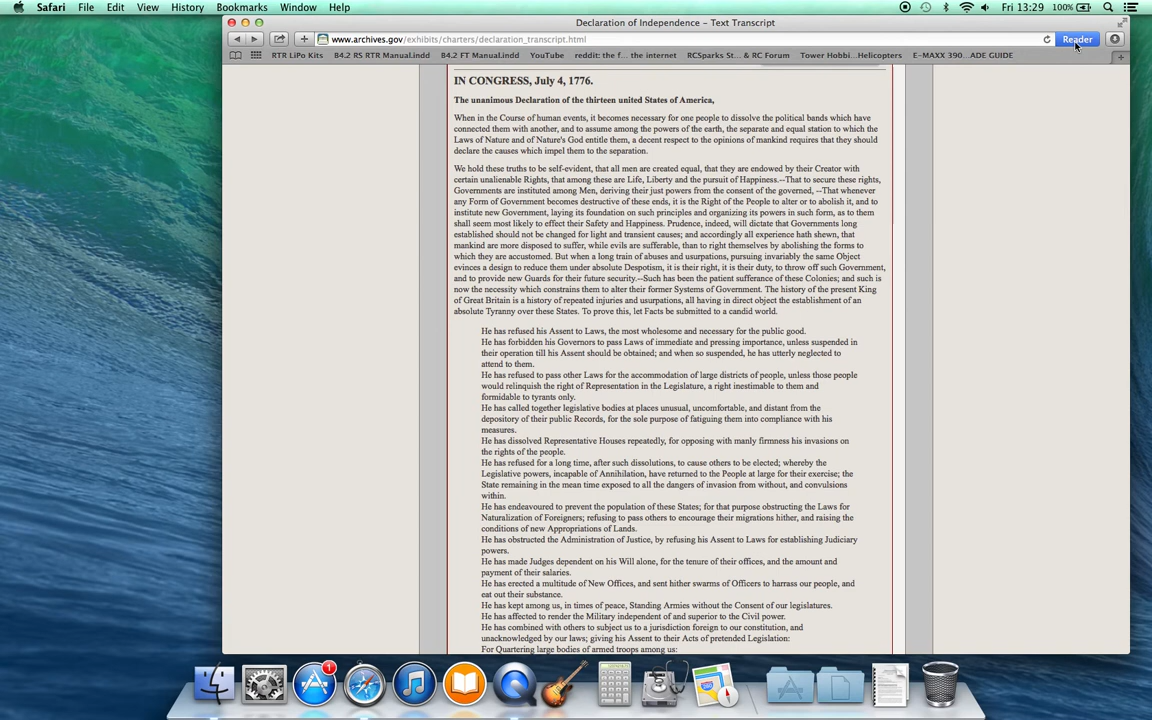 Safari File Edit View History Bookmarks Window Help 100% Fri 13:29
Declaration of Independence – Text Transcript
www.archives.gov/exhibits/charters/declaration_transcript.html Reader
RTR LiPo Kits B4.2 RS RTR Manual.indd B4.2 FT Manual.indd YouTube reddit: the f... the internet RCSparks St... & RC Forum Tower Hobbi...Helicopters E-MAXX 390...ADE GUIDE
IN CONGRESS, July 4, 1776.
The unanimous Declaration of the thirteen united States of America,
When in the Course of human events, it becomes necessary for one people to dissolve the political bands which have
connected them with another, and to assume among the powers of the earth, the separate and equal station to which the
Laws of Nature and of Nature's God entitle them, a decent respect to the opinions of mankind requires that they should
declare the causes which impel them to the separation.
We hold these truths to be self-evident, that all men are created equal, that they are endowed by their Creator with
certain unalienable Rights, that among these are Life, Liberty and the pursuit of Happiness.--That to secure these rights,
Governments are instituted among Men, deriving their just powers from the consent of the governed, --That whenever
any Form of Government becomes destructive of these ends, it is the Right of the People to alter or to abolish it, and to
institute new Government, laying its foundation on such principles and organizing its powers in such form, as to them
shall seem most likely to effect their Safety and Happiness. Prudence, indeed, will dictate that Governments long
established should not be changed for light and transient causes; and accordingly all experience hath shewn, that
mankind are more disposed to suffer, while evils are sufferable, than to right themselves by abolishing the forms to
which they are accustomed. But when a long train of abuses and usurpations, pursuing invariably the same Object
evinces a design to reduce them under absolute Despotism, it is their right, it is their duty, to throw off such Government,
and to provide new Guards for their future security.--Such has been the patient sufferance of these Colonies; and such is
now the necessity which constrains them to alter their former Systems of Government. The history of the present King
of Great Britain is a history of repeated injuries and usurpations, all having in direct object the establishment of an
absolute Tyranny over these States. To prove this, let Facts be submitted to a candid world.
He has refused his Assent to Laws, the most wholesome and necessary for the public good.
He has forbidden his Governors to pass Laws of immediate and pressing importance, unless suspended in
their operation till his Assent should be obtained; and when so suspended, he has utterly neglected to
attend to them.
He has refused to pass other Laws for the accommodation of large districts of people, unless those people
would relinquish the right of Representation in the Legislature, a right inestimable to them and
formidable to tyrants only.
He has called together legislative bodies at places unusual, uncomfortable, and distant from the
depository of their public Records, for the sole purpose of fatiguing them into compliance with his
measures.
He has dissolved Representative Houses repeatedly, for opposing with manly firmness his invasions on
the rights of the people.
He has refused for a long time, after such dissolutions, to cause others to be elected; whereby the
Legislative powers, incapable of Annihilation, have returned to the People at large for their exercise; the
State remaining in the mean time exposed to all the dangers of invasion from without, and convulsions
within.
He has endeavoured to prevent the population of these States; for that purpose obstructing the Laws for
Naturalization of Foreigners; refusing to pass others to encourage their migrations hither, and raising the
conditions of new Appropriations of Lands.
He has obstructed the Administration of Justice, by refusing his Assent to Laws for establishing Judiciary
powers.
He has made Judges dependent on his Will alone, for the tenure of their offices, and the amount and
payment of their salaries.
He has erected a multitude of New Offices, and sent hither swarms of Officers to harrass our people, and
eat out their substance.
He has kept among us, in times of peace, Standing Armies without the Consent of our legislatures.
He has affected to render the Military independent of and superior to the Civil power.
He has combined with others to subject us to a jurisdiction foreign to our constitution, and
unacknowledged by our laws; giving his Assent to their Acts of pretended Legislation:
For Quartering large bodies of armed troops among us:
1